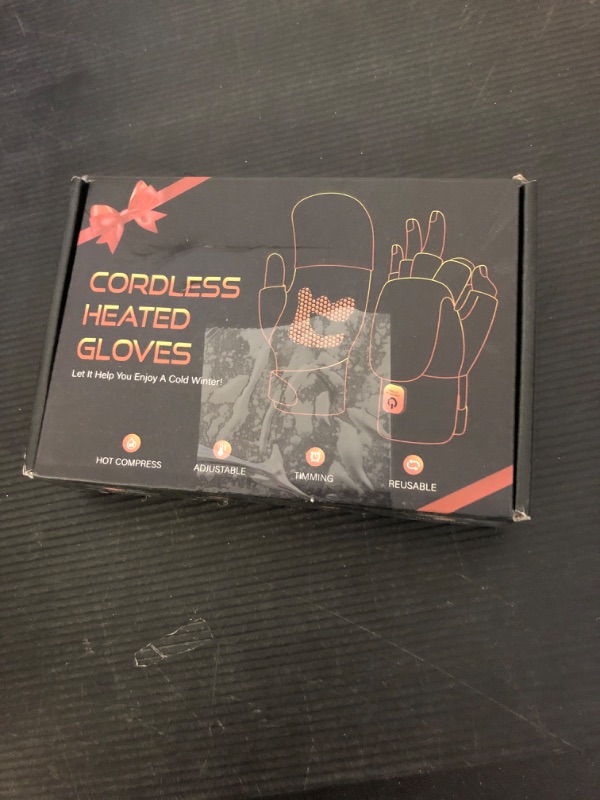 CORDLESS
HEATED
GLOVES
Let It Help You Enjoy A Cold Winter!
HOT COMPRESS
ADJUSTABLE
TIMMING
REUSABLE